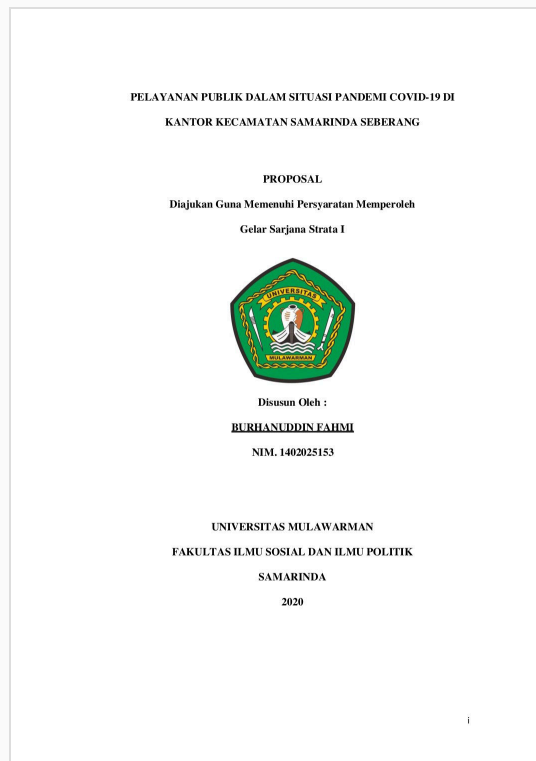 PELAYANAN PUBLIK DALAM SITUASI PANDEMI COVID-19 DI
KANTOR KECAMATAN SAMARINDA SEBERANG
PROPOSAL
Diajukan Guna Memenuhi Persyaratan Memperoleh
Gelar Sarjana Strata I
UNIVERSITAS
MULAWARMAN
Disusun Oleh :
BURHANUDDIN FAHMI
NIM. 1402025153
UNIVERSITAS MULAWARMAN
FAKULTAS ILMU SOSIAL DAN ILMU POLITIK
SAMARINDA
2020
i